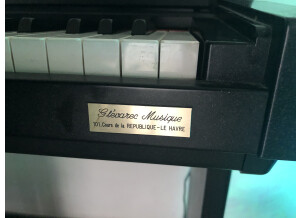 Glévarec Musique
101,Cours de la REPUBLIQUE-LE HAVRE